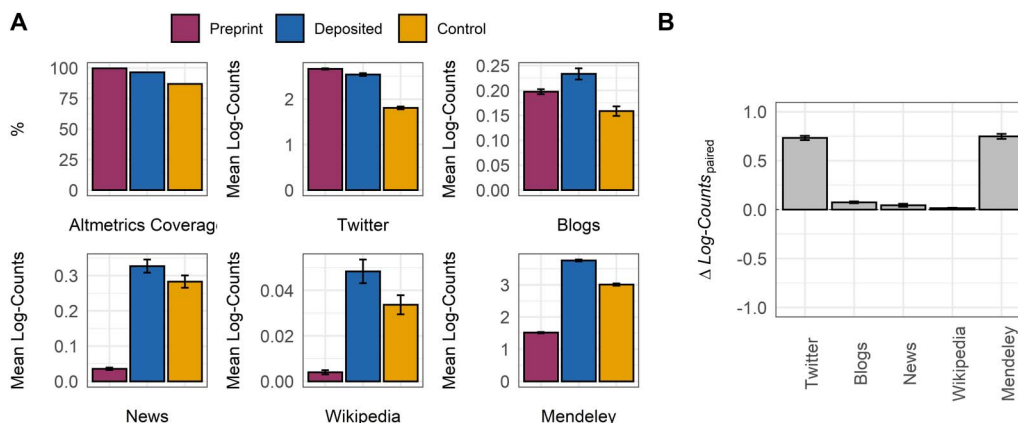 A
Preprint Deposited Control
B
%
100
75
50
25
0
Altmetrics Coverag
Mean Log-Counts
2
1
0
Twitter
Mean Log-Counts
0.25
0.20
0.15
0.10
0.05
0.00
Blogs
Mean Log-Counts
0.3
0.2
0.1
0.0
News
Mean Log-Counts
0.04
0.02
0.00
Wikipedia
Mean Log-Counts
3
2
1
0
Mendeley
Δ Log-Counts paired
1.0
0.5
0.0
-0.5
-1.0
Twitter
Blogs
News
Wikipedia
Mendeley